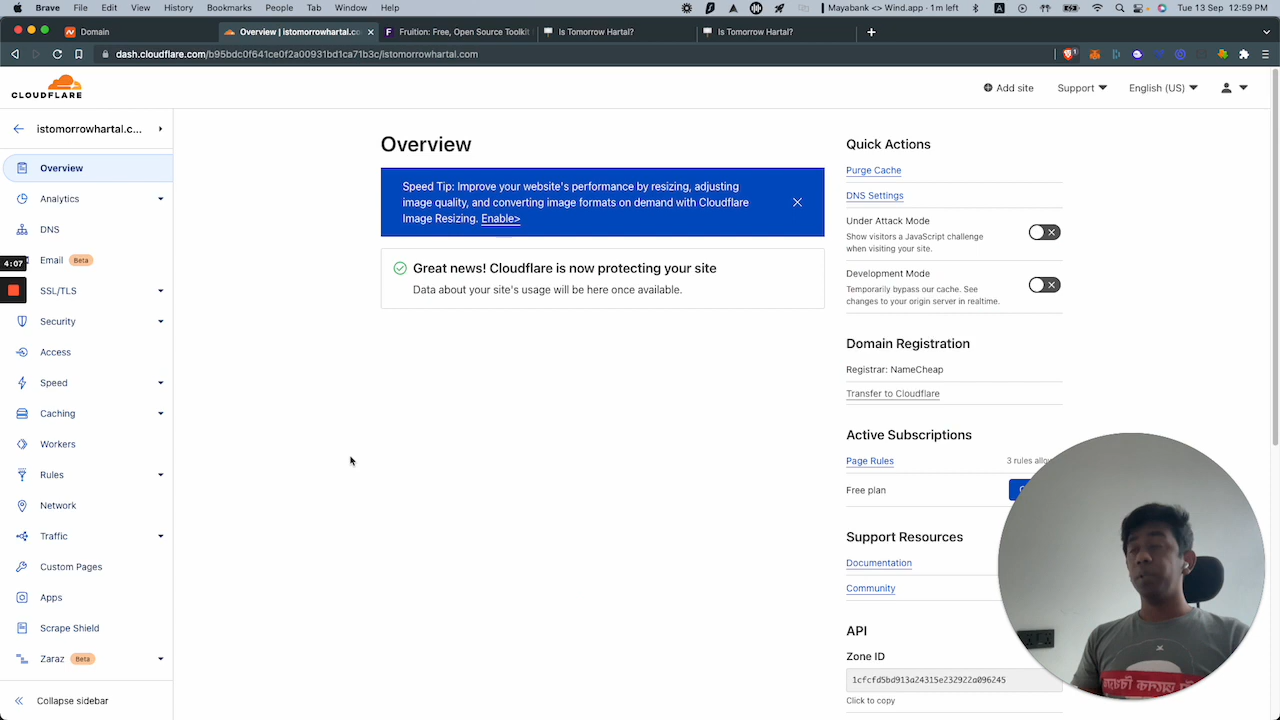 Brave File Edit View History Bookmarks People Tab Window Help
Mayabank <> Wind.app · 1m left
Tue 13 Sep 12:59 PM
Domain
Overview | istomorrowhartal.co
Fruition: Free, Open Source Toolkit
Is Tomorrow Hartal?
Is Tomorrow Hartal?
dash.cloudflare.com/b95bdc0f641ce0f2a00931bd1ca71b3c/istomorrowhartal.com
CLOUDFLARE
Add site
Support
English (US)
istomorrowhartal.c...
Overview
Analytics
DNS
Email Beta
4:07
SSL/TLS
Security
Access
Speed
Caching
Workers
Rules
Network
Traffic
Custom Pages
Apps
Scrape Shield
Zaraz Beta
Collapse sidebar
Overview
Speed Tip: Improve your website's performance by resizing, adjusting
image quality, and converting image formats on demand with Cloudflare
Image Resizing. Enable>
Great news! Cloudflare is now protecting your site
Data about your site's usage will be here once available.
Quick Actions
Purge Cache
DNS Settings
Under Attack Mode
Show visitors a JavaScript challenge
when visiting your site.
Development Mode
Temporarily bypass our cache. See
changes to your origin server in realtime.
Domain Registration
Registrar: NameCheap
Transfer to Cloudflare
Active Subscriptions
Page Rules
3 rules allo
Free plan
Support Resources
Documentation
Community
API
Zone ID
1cfcfd5bd913a24315e232922a096245
Click to copy